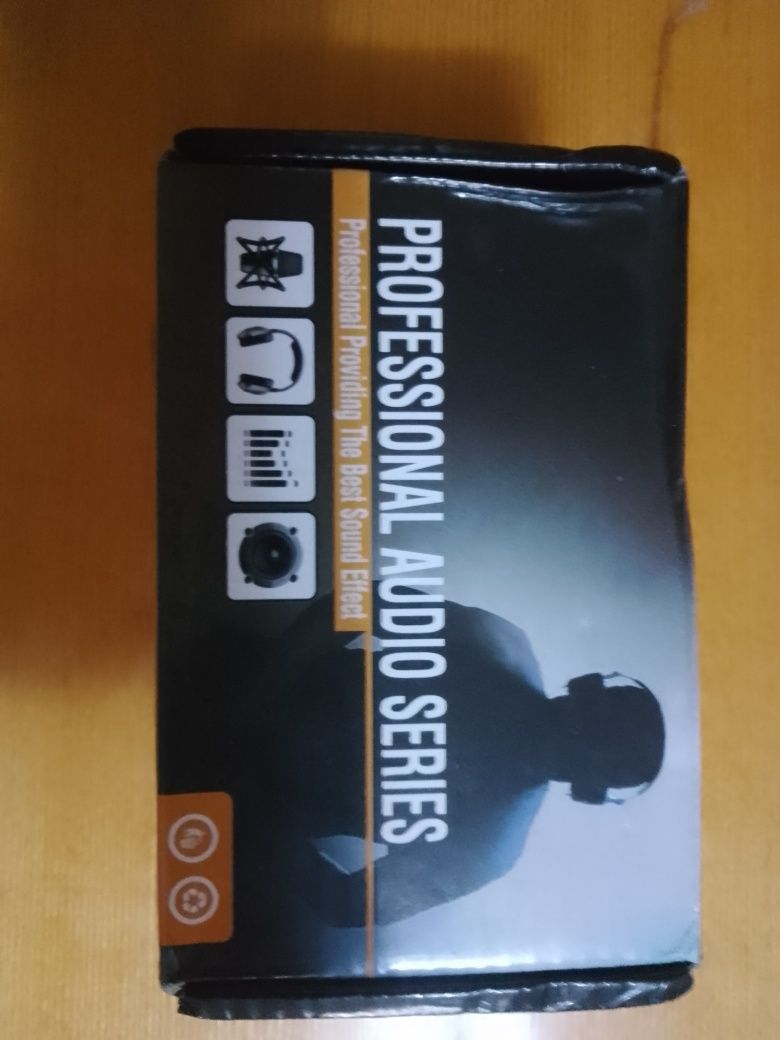 PROFESSIONAL AUDIO SERIES
Professional Providing The Best Sound Effect